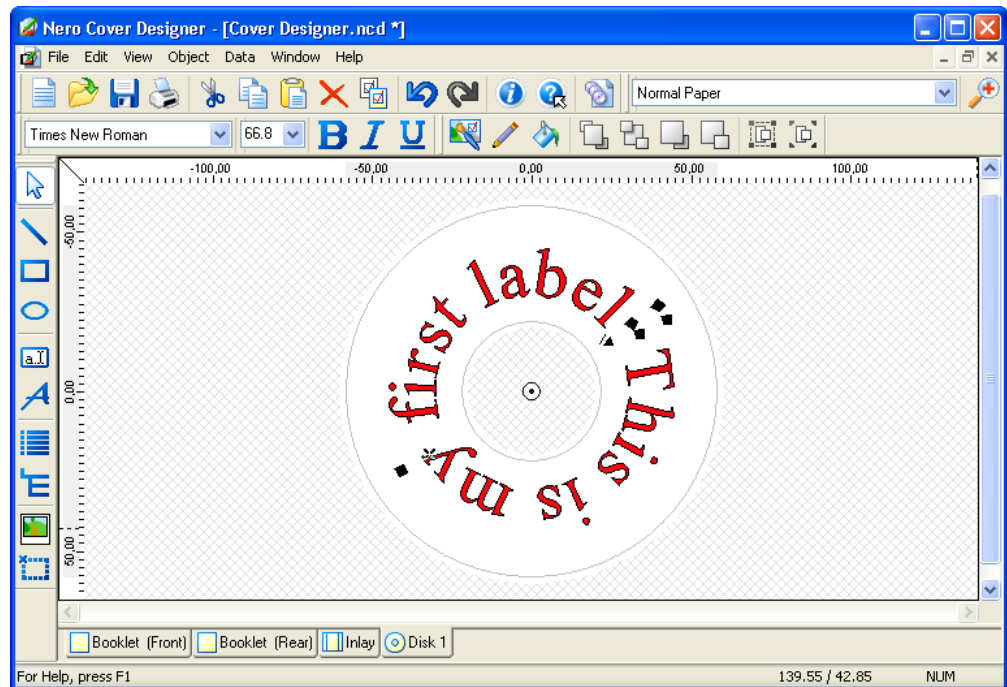 Nero Cover Designer - [Cover Designer.ncd *]
File Edit View Object Data Window Help
Normal Paper
Times New Roman 66.8 B I U
-100,00 -50,00 0,00 50,00 100,00
-50,00
0,00
50,00
a.I
This is my first label
Booklet (Front) Booklet (Rear) Inlay Disk 1
For Help, press F1 139.55 / 42.85 NUM